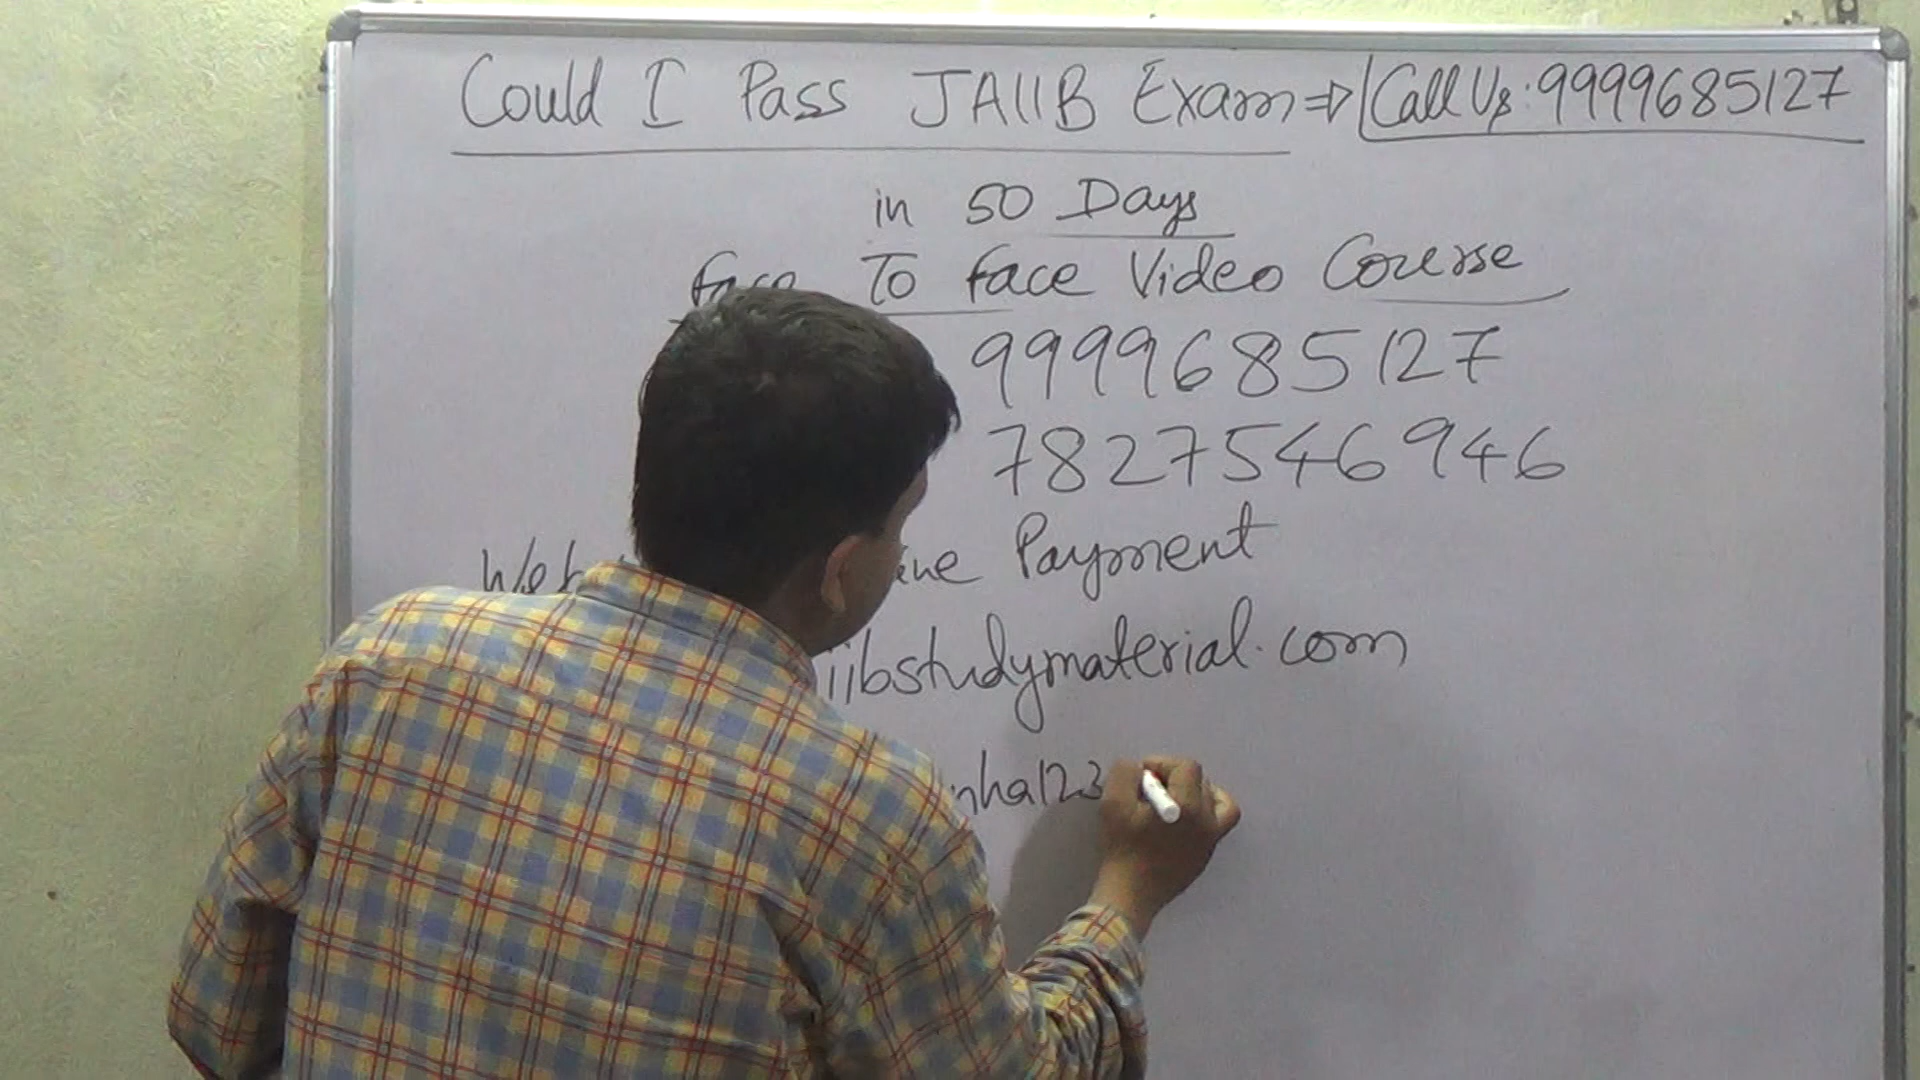 Could I Pass JAIIB Exam ⇒ Call Us: 9999685127
in 50 Days
Face To Face Video Course
9999685127
7827546946
Payment
iibstudymaterial.com
nha123